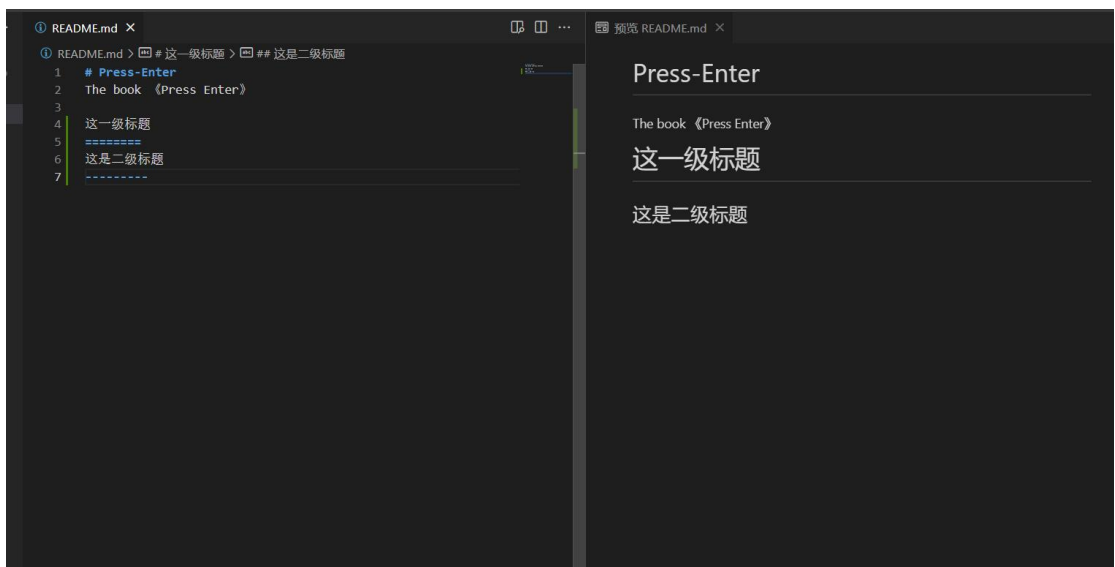 README.md ×
README.md > # 这一级标题 > ## 这是二级标题
1 # Press-Enter
2 The book 《Press Enter》
3
4 这一级标题
5 ========
6 这是二级标题
7 ---------
预览 README.md ×
Press-Enter
The book 《Press Enter》
这一级标题
这是二级标题